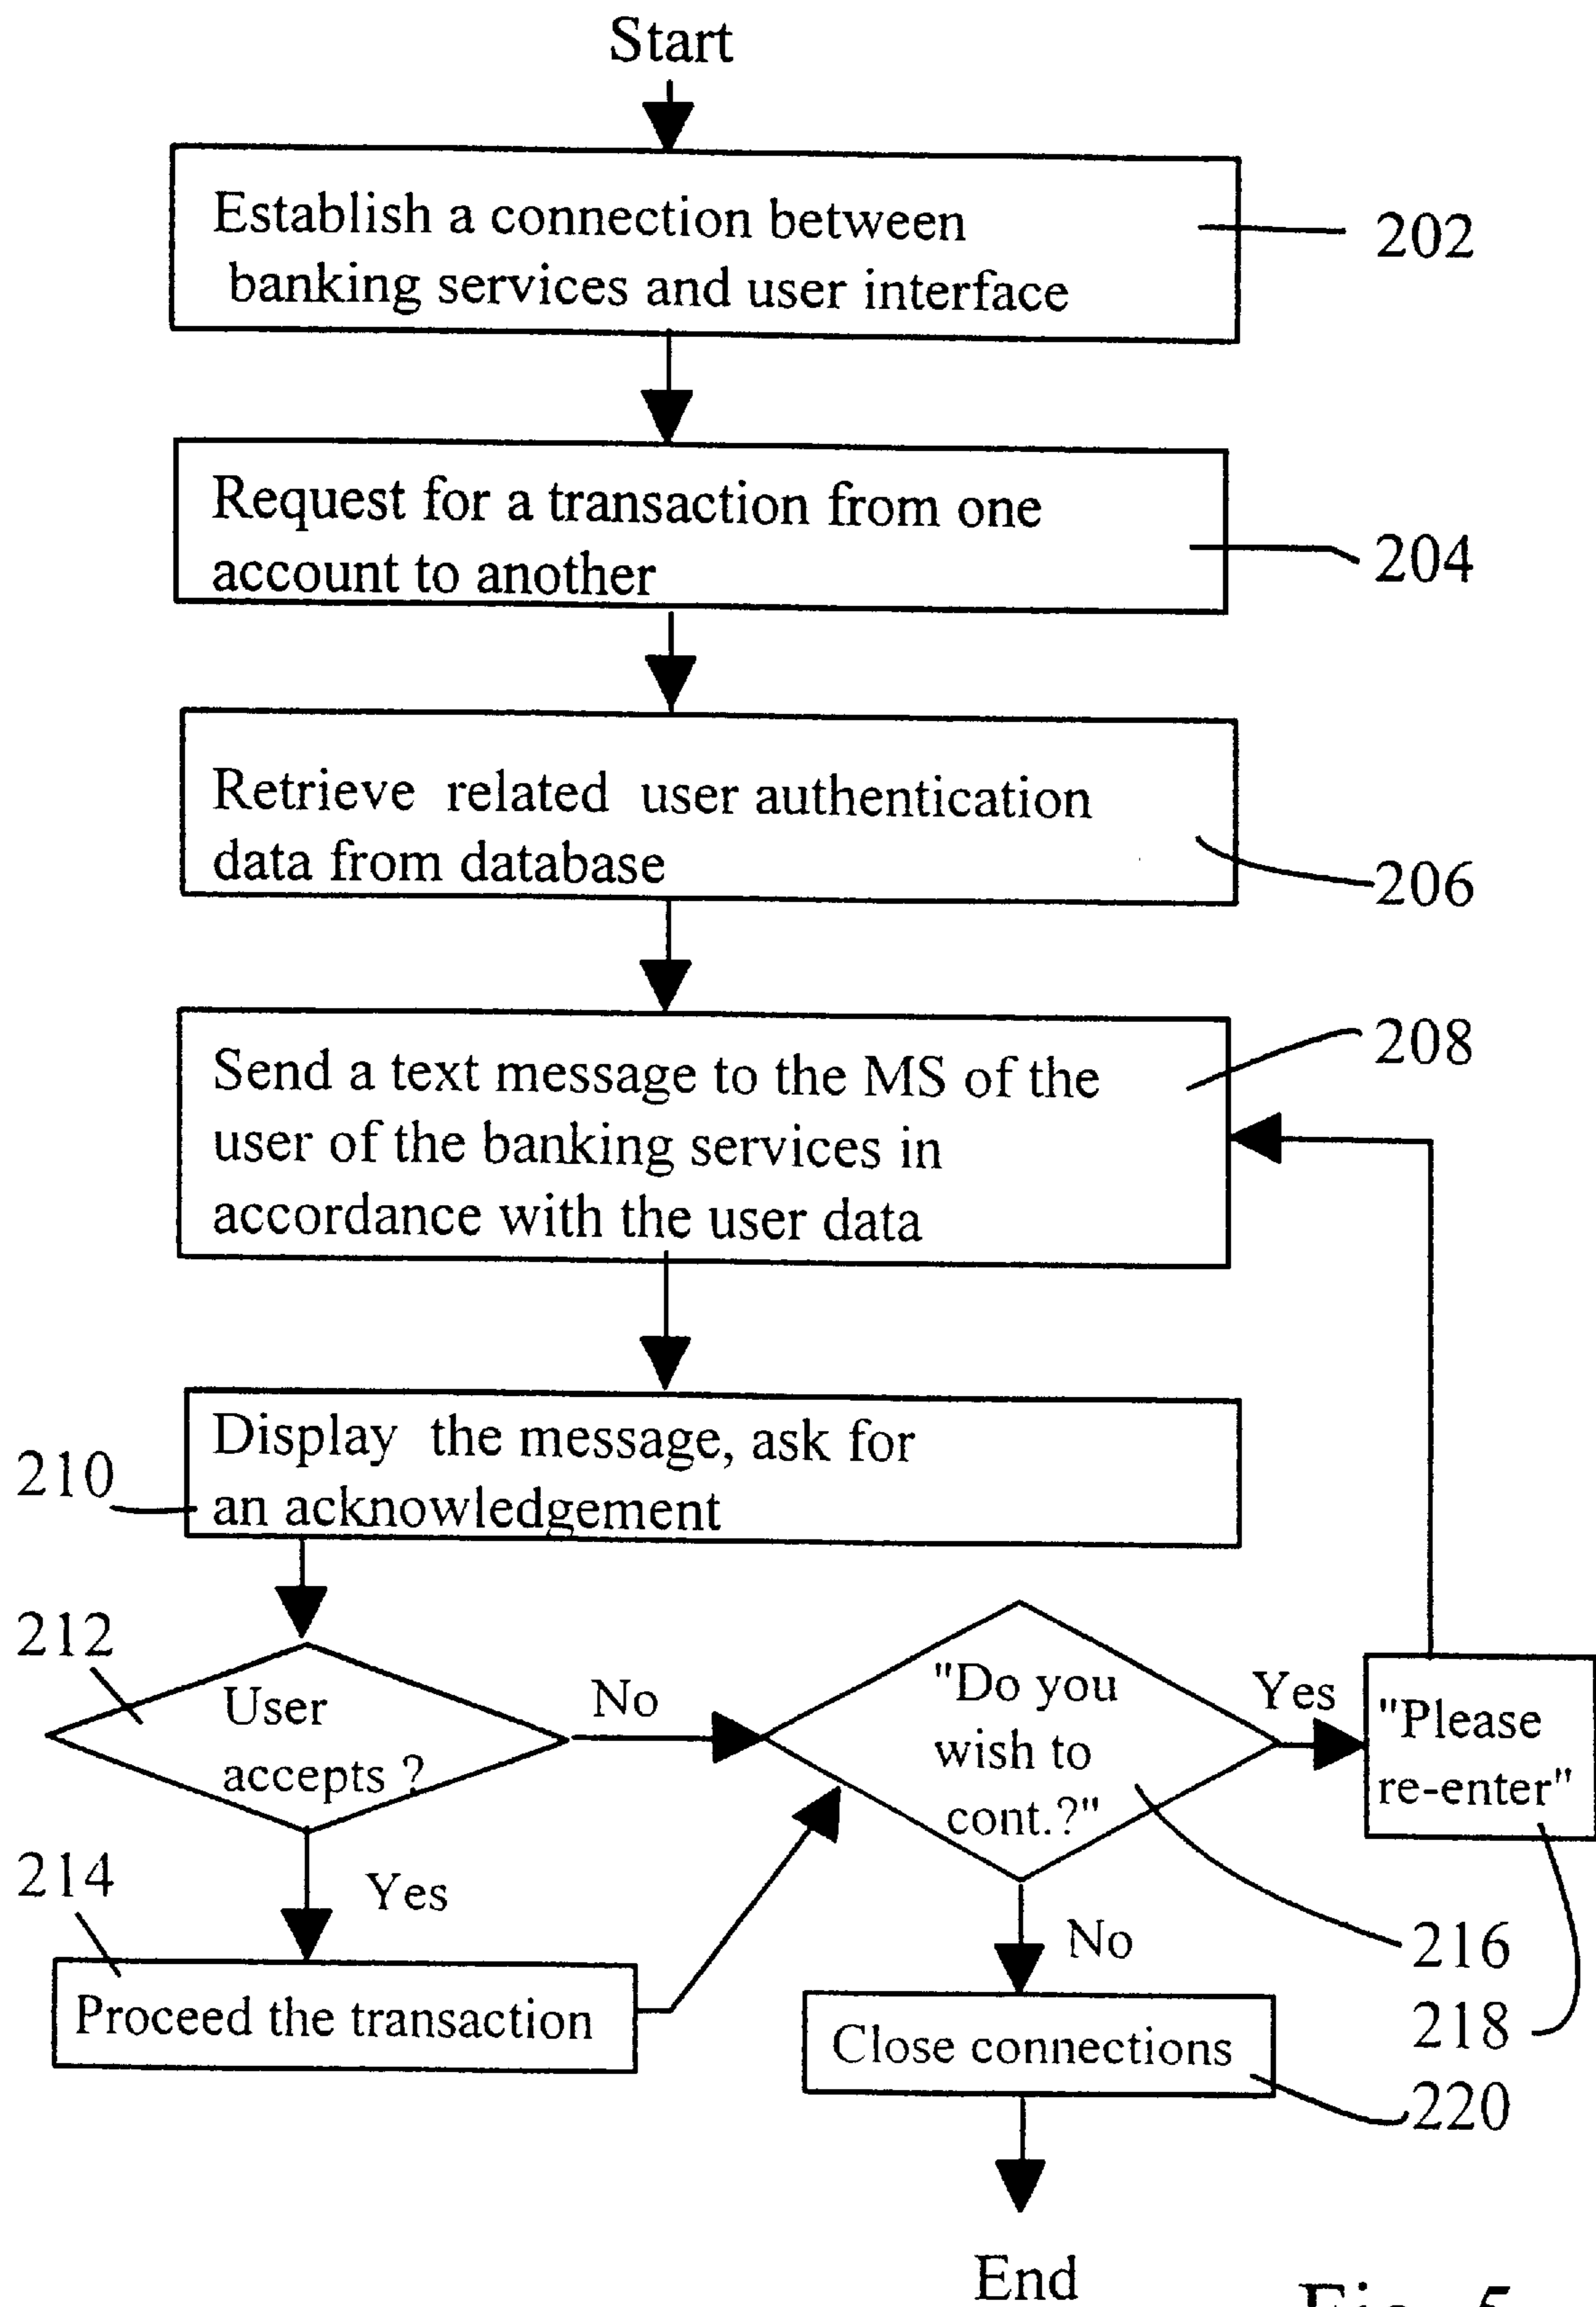 Start
Establish a connection between
banking services and user interface
202
Request for a transaction from one
account to another
204
Retrieve related user authentication
data from database
206
Send a text message to the MS of the
user of the banking services in
accordance with the user data
208
Display the message, ask for
an acknowledgement
210
212
User
accepts ?
No
"Do you
wish to
cont.?"
Yes
"Please
re-enter"
214
Yes
Proceed the transaction
No
216
218
Close connections
220
End
Fig. 5